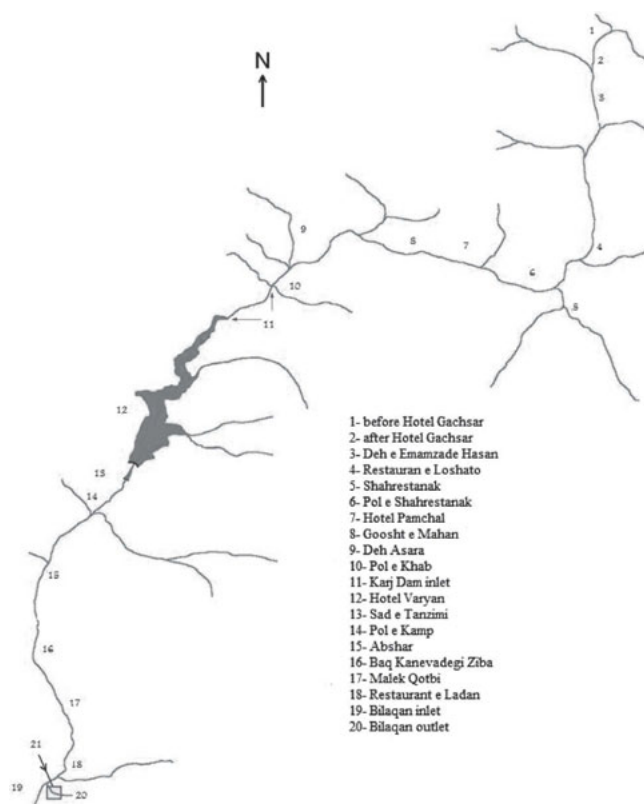 N
1
2
3
4
5
6
7
8
9
10
11
12
13
14
15
16
17
18
19
20
21
1- before Hotel Gachsar
2- after Hotel Gachsar
3- Deh e Emamzade Hasan
4- Restauran e Loshato
5- Shahrestanak
6- Pol e Shahrestanak
7- Hotel Pamchal
8- Goosht e Mahan
9- Deh Asara
10- Pol e Khab
11- Karj Dam inlet
12- Hotel Varyan
13- Sad e Tanzimi
14- Pol e Kamp
15- Abshar
16- Baq Kanevadegi Ziba
17- Malek Qotbi
18- Restaurant e Ladan
19- Bilaqan inlet
20- Bilaqan outlet